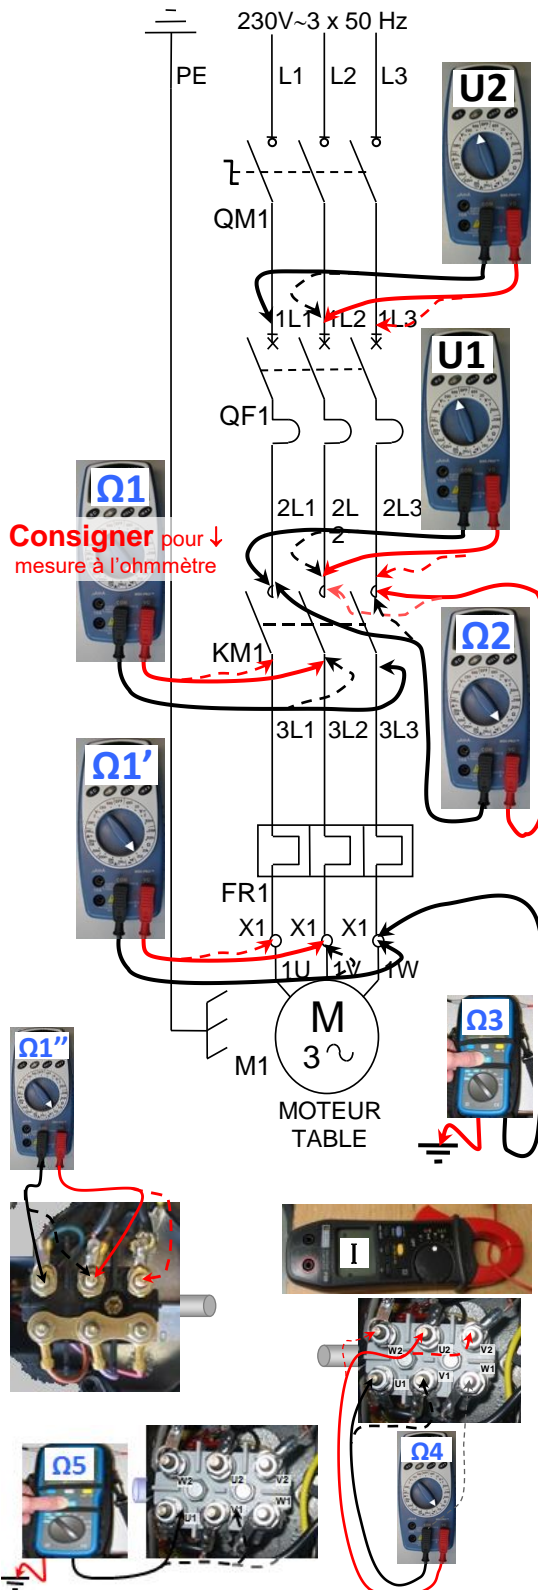 230V~3 x 50 Hz
PE L1 L2 L3
U2
QM1
1L1 1L2 1L3
U1
QF1
Ω1
2L1 2L2 2L3
Consigner pour ↓
mesure à l'ohmmètre
Ω2
KM1
3L1 3L2 3L3
Ω1'
FR1
X1 X1 X1
1U 1V 1W
M
3~
Ω3
Ω1''
M1
MOTEUR
TABLE
I
W2 U2 V2
U1 V1 W1
Ω4
Ω5
W2 U2 V2
U1 V1 W1